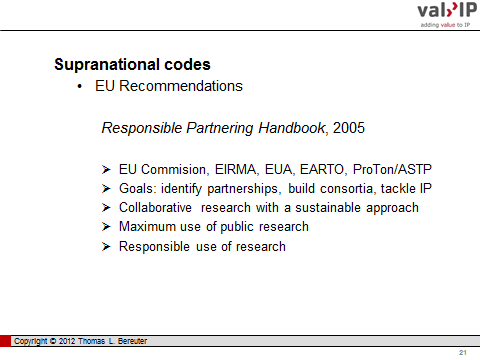 val IP
adding value to IP
Supranational codes
• EU Recommendations
Responsible Partnering Handbook, 2005
➢ EU Commision, EIRMA, EUA, EARTO, ProTon/ASTP
➢ Goals: identify partnerships, build consortia, tackle IP
➢ Collaborative research with a sustainable approach
➢ Maximum use of public research
➢ Responsible use of research
Copyright © 2012 Thomas L. Bereuter
21